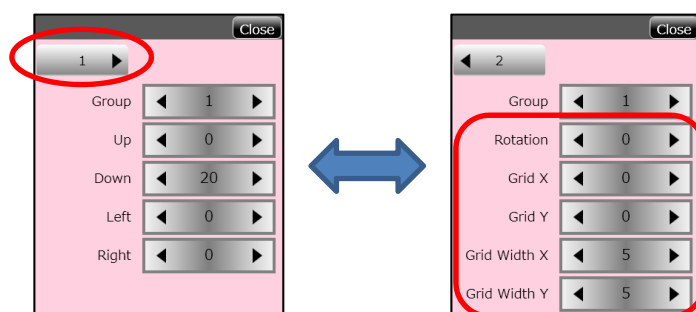 Close
1
Group 1
Up 0
Down 20
Left 0
Right 0
Close
2
Group 1
Rotation 0
Grid X 0
Grid Y 0
Grid Width X 5
Grid Width Y 5